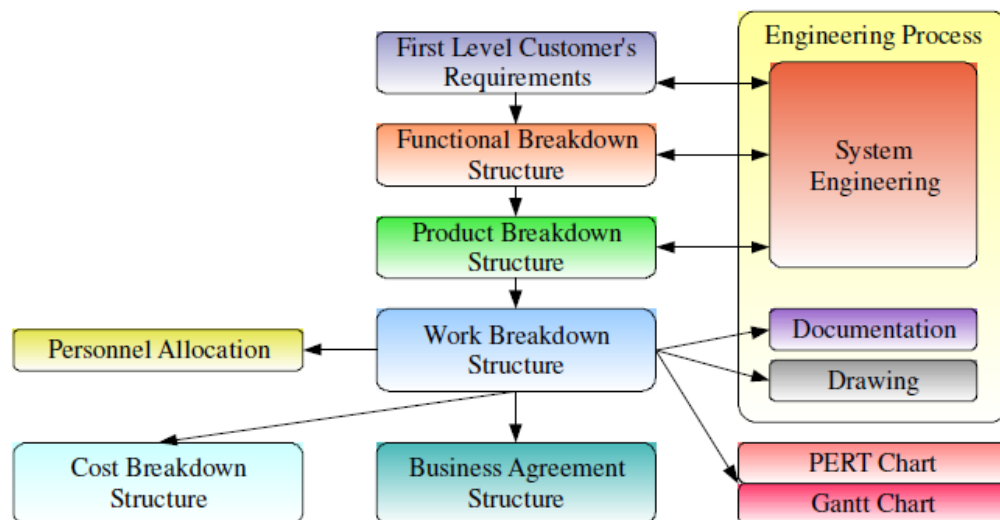 First Level Customer's
Requirements
Engineering Process
Functional Breakdown
Structure
System
Engineering
Product Breakdown
Structure
Personnel Allocation
Work Breakdown
Structure
Documentation
Drawing
Cost Breakdown
Structure
Business Agreement
Structure
PERT Chart
Gantt Chart